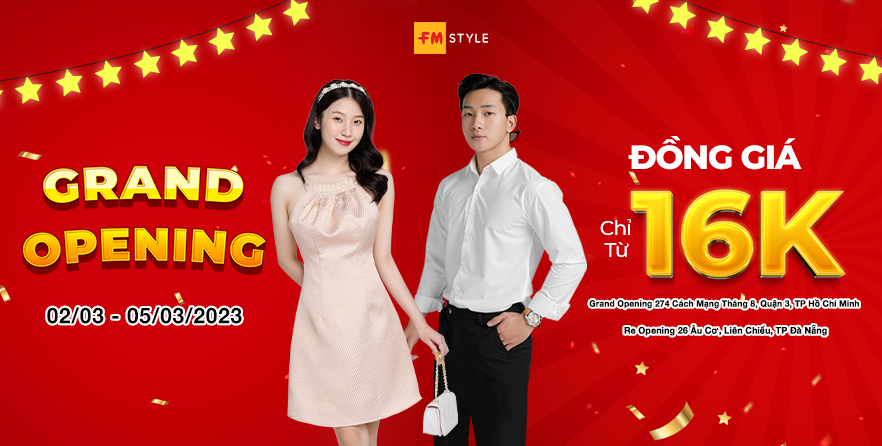 FM STYLE
GRAND
OPENING
02/03 - 05/03/2023
ĐỒNG GIÁ
Chỉ
Từ
16K
Grand Opening 274 Cách Mạng Tháng 8, Quận 3, TP Hồ Chí Minh
Re Opening 26 Âu Cơ, Liên Chiểu, TP Đà Nẵng